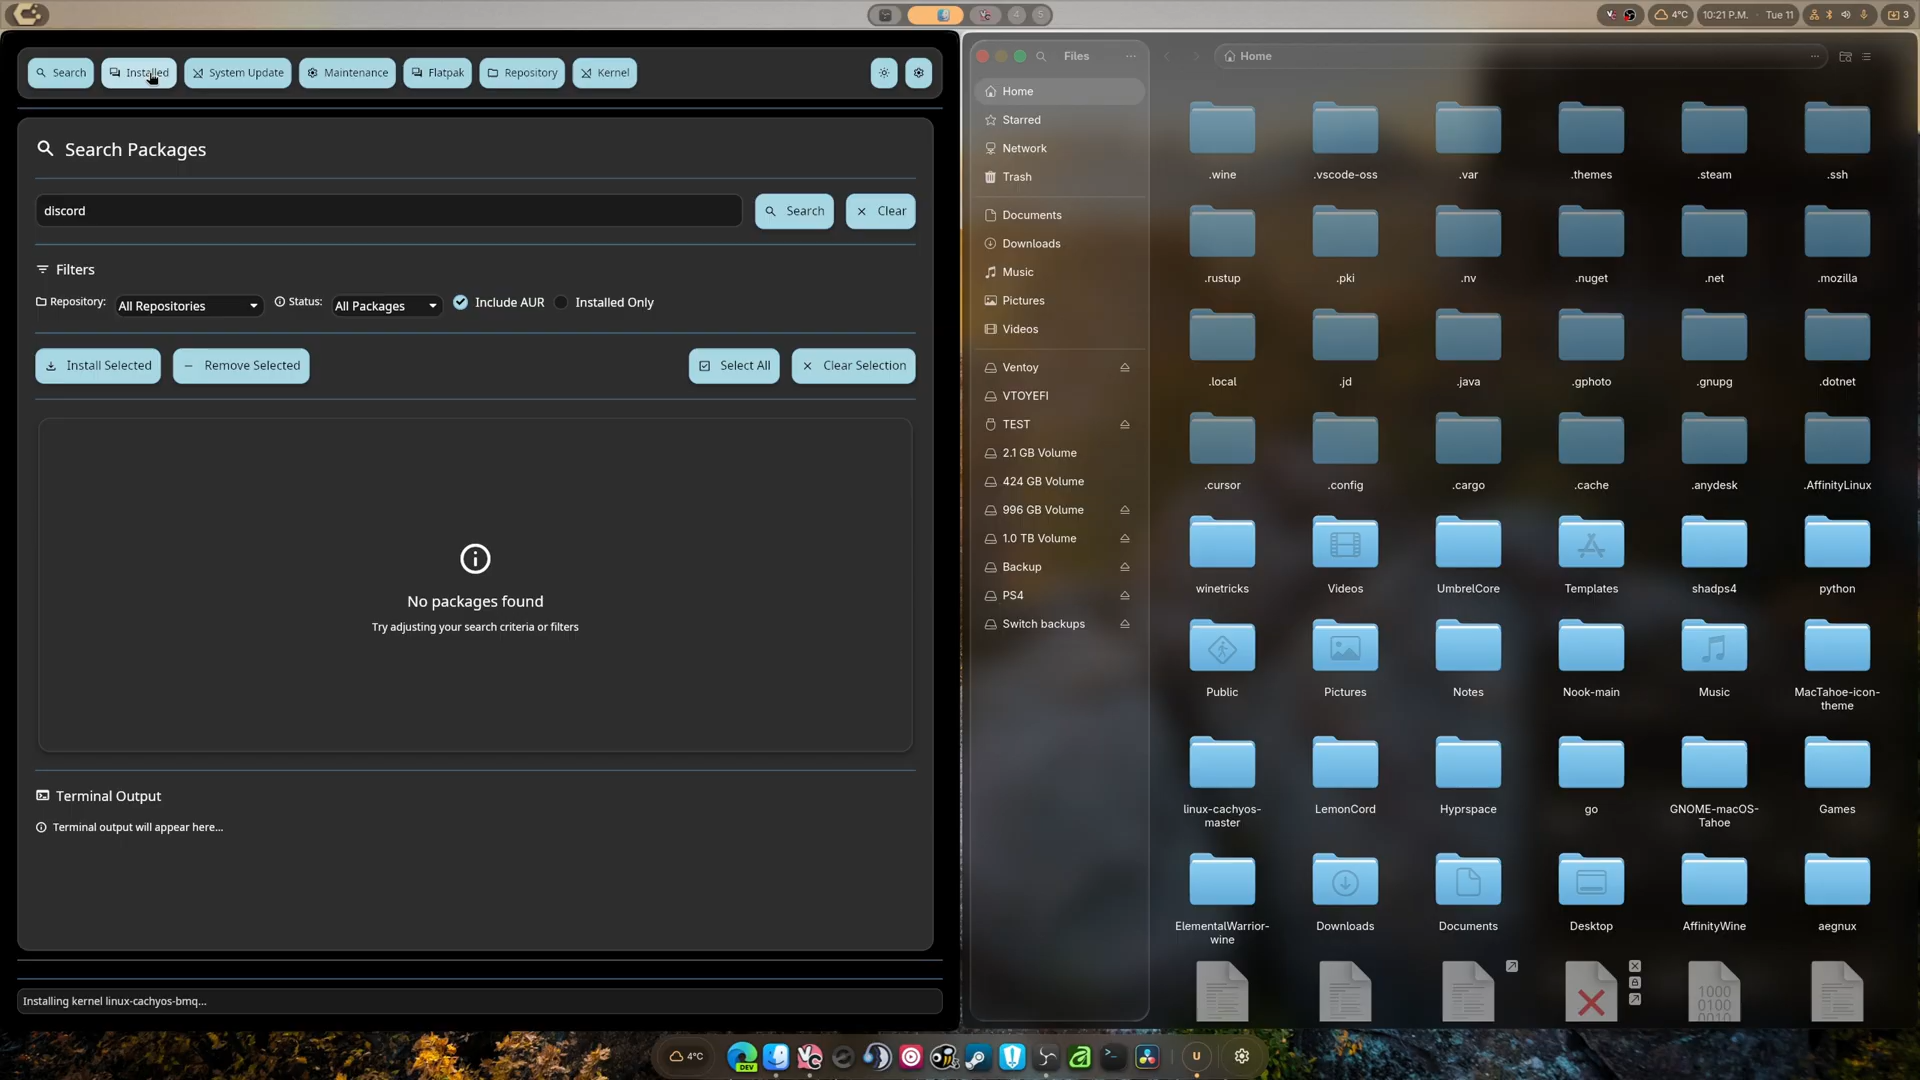 4
5
4°C
10:21 P.M.
Tue 11
3
Search
Installed
System Update
Maintenance
Flatpak
Repository
Kernel
Search Packages
discord
Search
Clear
Filters
Repository:
All Repositories
Status:
All Packages
Include AUR
Installed Only
Install Selected
Remove Selected
Select All
Clear Selection
No packages found
Try adjusting your search criteria or filters
Terminal Output
Terminal output will appear here...
Installing kernel linux-cachyos-bmq...
Files
Home
Home
Starred
Network
Trash
Documents
Downloads
Music
Pictures
Videos
Ventoy
VTOYEFI
TEST
2.1 GB Volume
424 GB Volume
996 GB Volume
1.0 TB Volume
Backup
PS4
Switch backups
.wine
.vscode-oss
.var
.themes
.steam
.ssh
.rustup
.pki
.nv
.nuget
.net
.mozilla
.local
.jd
.java
.gphoto
.gnupg
.dotnet
.cursor
.config
.cargo
.cache
.anydesk
.AffinityLinux
winetricks
Videos
UmbrelCore
Templates
shadps4
python
Public
Pictures
Notes
Nook-main
Music
MacTahoe-icon-
theme
linux-cachyos-
master
LemonCord
Hyprspace
go
GNOME-macOS-
Tahoe
Games
ElementalWarrior-
wine
Downloads
Documents
Desktop
AffinityWine
aegnux
1000
0100
0010
4°C
DEV
U